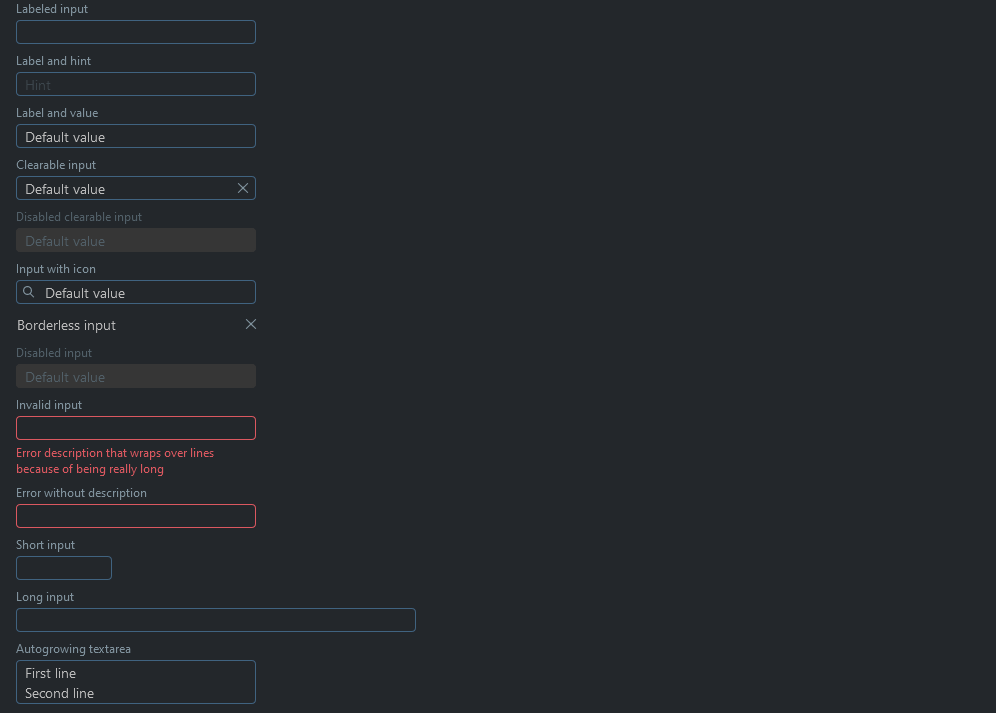 Labeled input
Label and hint
Hint
Label and value
Default value
Clearable input
Default value
Disabled clearable input
Default value
Input with icon
Default value
Borderless input
Disabled input
Default value
Invalid input
Error description that wraps over lines
because of being really long
Error without description
Short input
Long input
Autogrowing textarea
First line
Second line